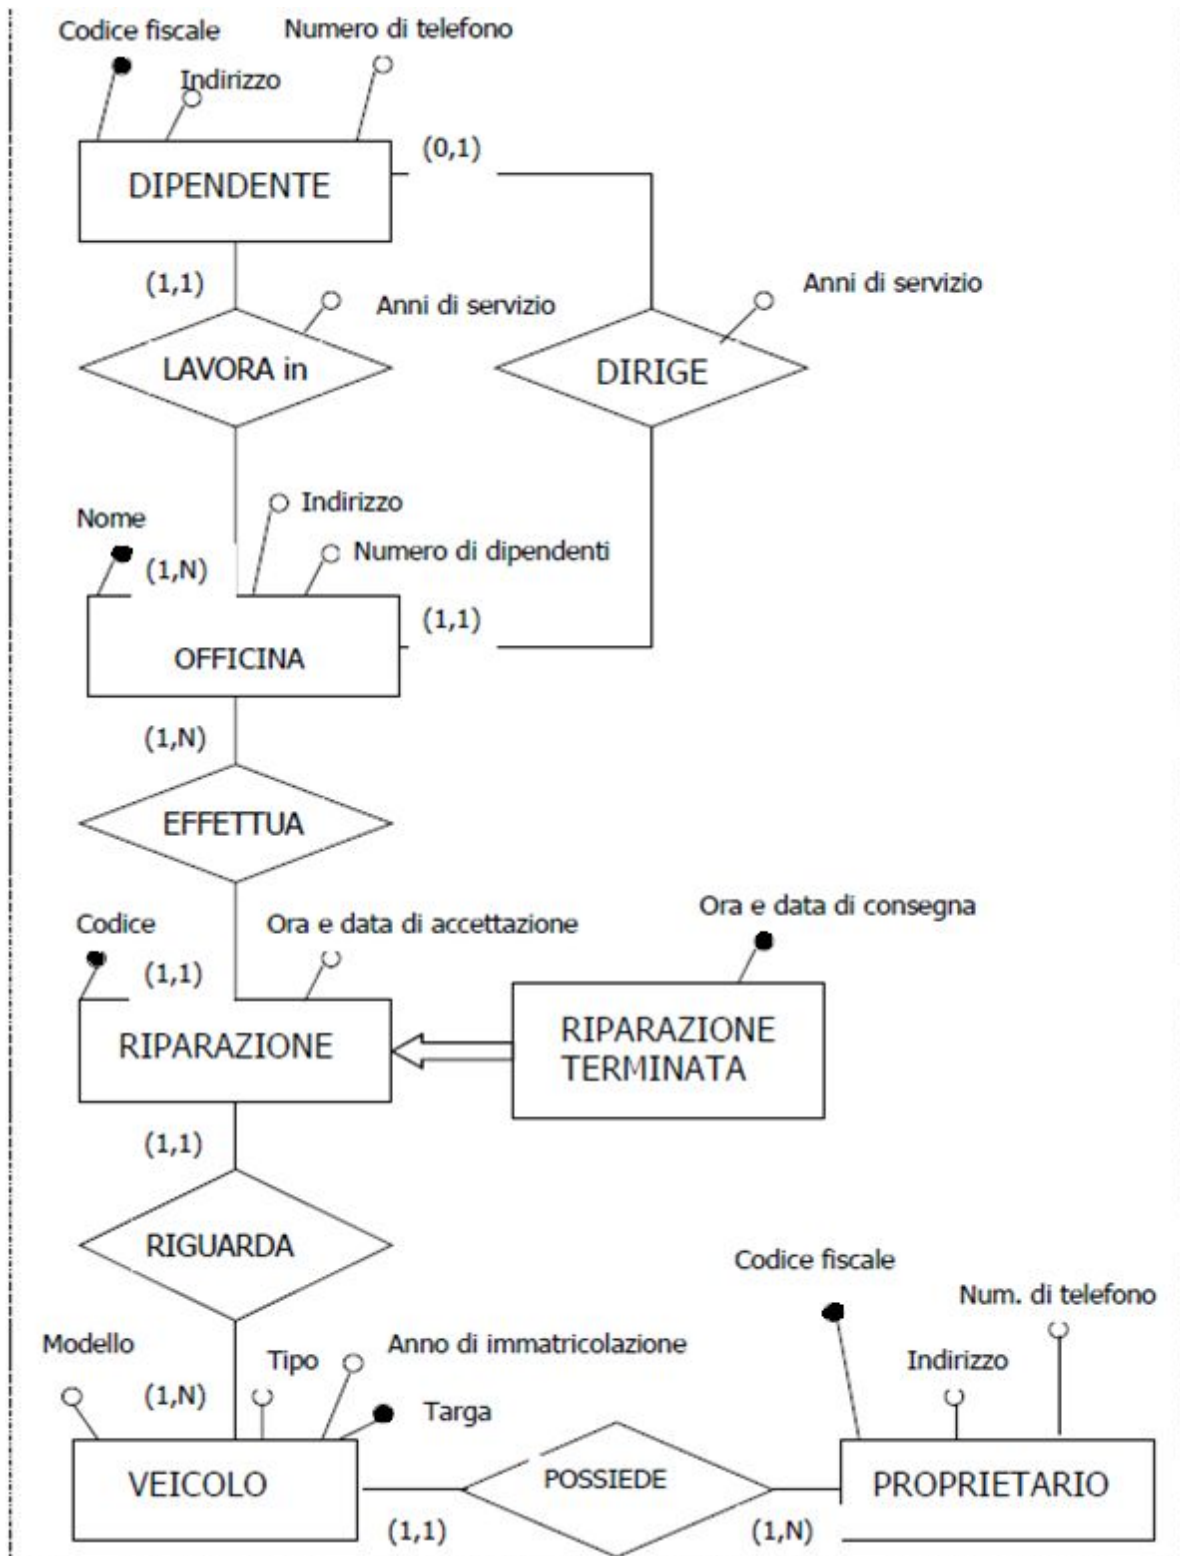 Codice fiscale
Numero di telefono
Indirizzo
(0,1)
DIPENDENTE
(1,1)
Anni di servizio
Anni di servizio
LAVORA in
DIRIGE
Indirizzo
Nome
Numero di dipendenti
(1,N)
(1,1)
OFFICINA
(1,N)
EFFETTUA
Ora e data di consegna
Codice
Ora e data di accettazione
(1,1)
RIPARAZIONE
RIPARAZIONE
TERMINATA
(1,1)
RIGUARDA
Codice fiscale
Num. di telefono
Modello
Tipo
Anno di immatricolazione
Indirizzo
(1,N)
Targa
VEICOLO
POSSIEDE
PROPRIETARIO
(1,1)
(1,N)